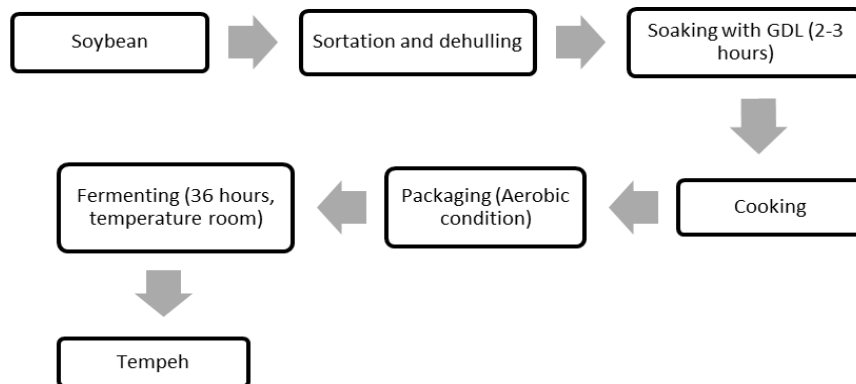 Soybean
Sortation and dehulling
Soaking with GDL (2-3
hours)
Cooking
Packaging (Aerobic
condition)
Fermenting (36 hours,
temperature room)
Tempeh